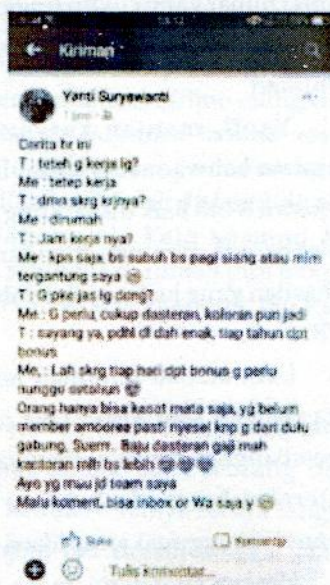 Kiriman
Yanti Suryawanti
Cerita hr ini
T : teteh g kerja lg?
Me : tetep kerja
T : dmn skrg krjnya?
Me : dirumah
T : Jam kerja nya?
Me : kpn saja, bs subuh bs pagi siang atau mlm
tergantung saya
T : G pke jas lg dong?
Me : G perlu, cukup dasteran, koloran pun jadi
T : sayang ya, pdhl dl dah enak, tiap tahun dpt
bonus
Me, : Lah skrg tiap hari dpt bonus g perlu
nunggu setahun
Orang hanya bisa kasat mata saja, yg belum
member amoorea pasti nyesel knp g dari dulu
gabung, Suerrr.. Baju dasteran gaji mah
kantoran mlh bs lebih
Ayo yg mau jd team saya
Malu koment, bisa inbox or Wa saja y
Suka
Komentar
Tulis komentar...